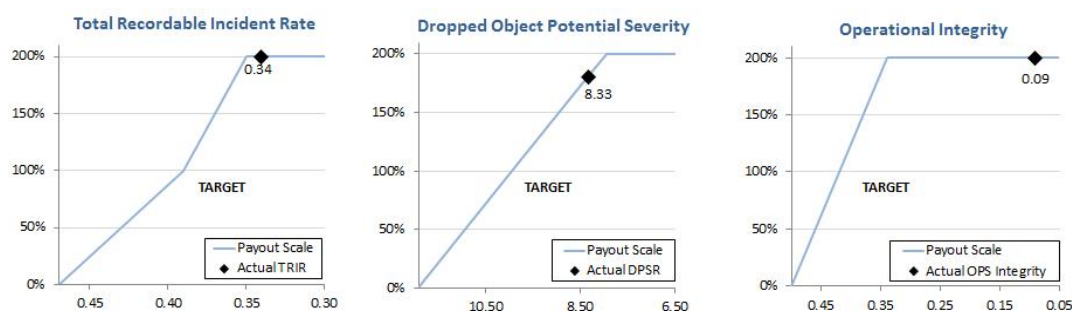 Total Recordable Incident Rate
200%
150%
100%
50%
0%
0.34
TARGET
Payout Scale
Actual TRIR
0.45
0.40
0.35
0.30
Dropped Object Potential Severity
200%
150%
100%
50%
0%
8.33
TARGET
Payout Scale
Actual DPSR
10.50
8.50
6.50
Operational Integrity
200%
150%
100%
50%
0%
0.09
TARGET
Payout Scale
Actual OPS Integrity
0.45
0.35
0.25
0.15
0.05